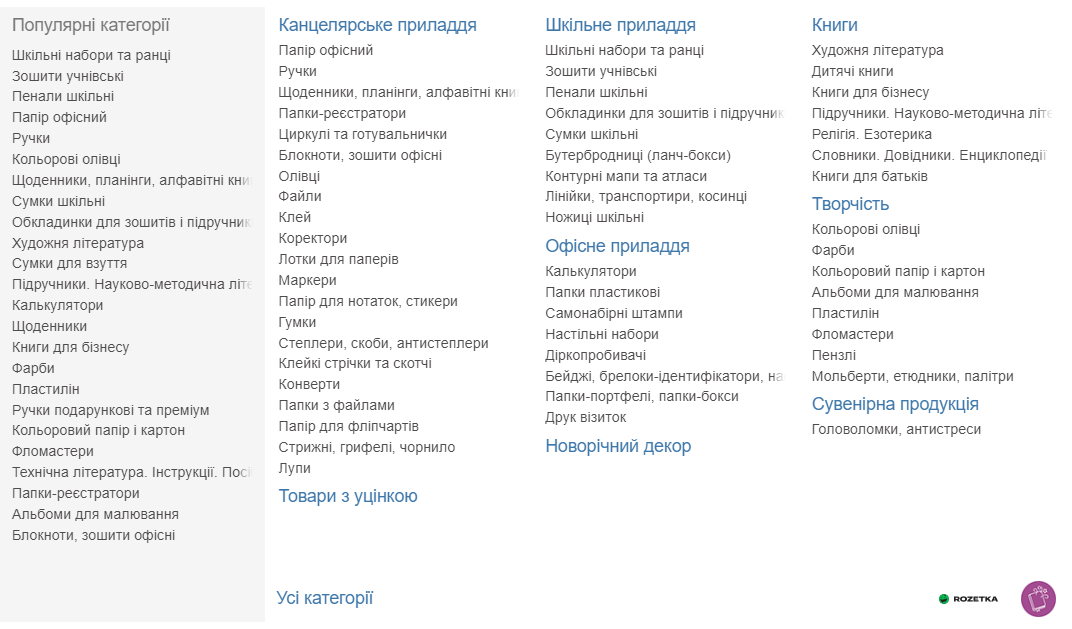 Популярні категорії
Шкільні набори та ранці
Зошити учнівські
Пенали шкільні
Папір офісний
Ручки
Кольорові олівці
Щоденники, планінги, алфавітні
Сумки шкільні
Обкладинки для зошитів і
Художня література
Сумки для взуття
Підручники. Науково-методична
Калькулятори
Щоденники
Книги для бізнесу
Фарби
Пластилін
Ручки подарункові та преміум
Кольоровий папір і картон
Фломастери
Технічна література. Інструкції.
Папки-реєстратори
Альбоми для малювання
Блокноти, зошити офісні
Канцелярське приладдя
Папір офісний
Ручки
Щоденники, планінги, алфавітні
Папки-реєстратори
Циркулі та готувальнички
Блокноти, зошити офісні
Олівці
Файли
Клей
Коректори
Лотки для паперів
Маркери
Папір для нотаток, стикери
Гумки
Степлери, скоби, антистеплери
Клейкі стрічки та скотчі
Конверти
Папки з файлами
Папір для фліпчартів
Стрижні, грифелі, чорнило
Лупи
Товари з уцінкою
Шкільне приладдя
Шкільні набори та ранці
Зошити учнівські
Пенали шкільні
Обкладинки для зошитів і
Сумки шкільні
Бутербродниці (ланч-бокси)
Контурні мапи та атласи
Лінійки, транспортири, косинці
Ножиці шкільні
Офісне приладдя
Калькулятори
Папки пластикові
Самонабірні штампи
Настільні набори
Діркопробивачі
Бейджі, брелоки-ідентифікатори,
Папки-портфелі, папки-бокси
Друк візиток
Новорічний декор
Книги
Художня література
Дитячі книги
Книги для бізнесу
Підручники. Науково-методична
Релігія. Езотерика
Словники. Довідники. Енциклопедії
Книги для батьків
Творчість
Кольорові олівці
Фарби
Кольоровий папір і картон
Альбоми для малювання
Пластилін
Фломастери
Пензлі
Мольберти, етюдники, палітри
Сувенірна продукція
Головоломки, антистреси
Усі категорії
ROZETKA